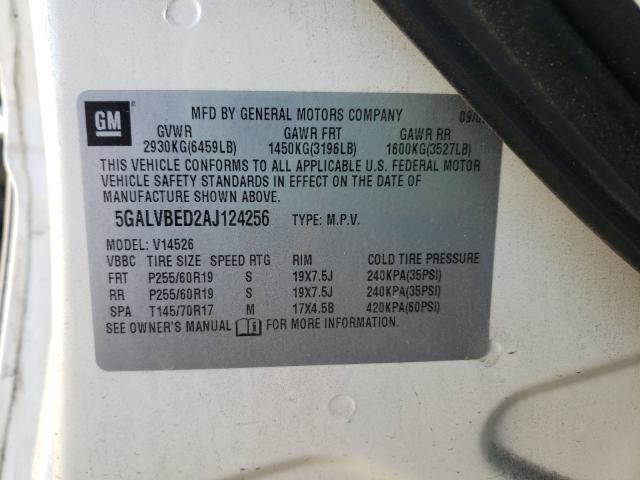 GM
MFD BY GENERAL MOTORS COMPANY
GVWR GAWR FRT GAWR RR
2930KG(6459LB) 1450KG(3196LB) 1600KG(3527LB)
THIS VEHICLE CONFORMS TO ALL APPLICABLE U.S. FEDERAL MOTOR
VEHICLE SAFETY STANDARDS IN EFFECT ON THE DATE OF
MANUFACTURE SHOWN ABOVE.
5GALVBED2AJ124256 TYPE: M.P.V.
MODEL: V14526
VBBC TIRE SIZE SPEED RTG RIM COLD TIRE PRESSURE
FRT P255/60R19 S 19X7.5J 240KPA(35PSI)
RR P255/60R19 S 19X7.5J 240KPA(35PSI)
SPA T145/70R17 M 17X4.5B 420KPA(60PSI)
SEE OWNER'S MANUAL FOR MORE INFORMATION.